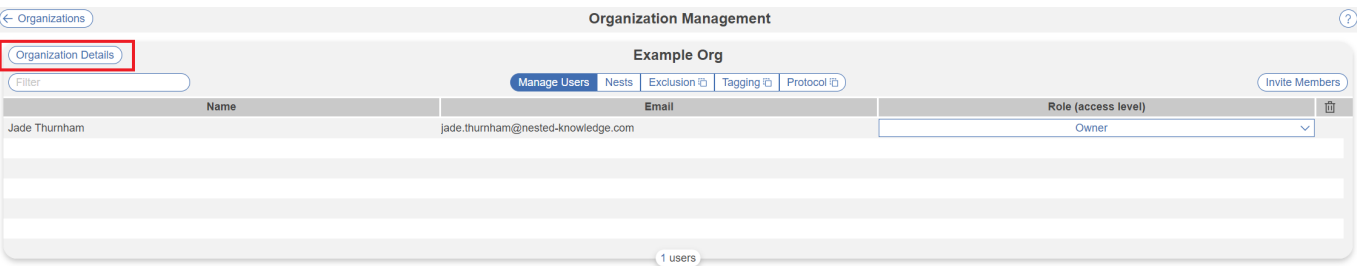 ← Organizations
Organization Management
?
Organization Details
Example Org
Filter
Manage Users Nests Exclusion Tagging Protocol
Invite Members
Name Email Role (access level)
Jade Thurnham jade.thurnham@nested-knowledge.com Owner
1 users